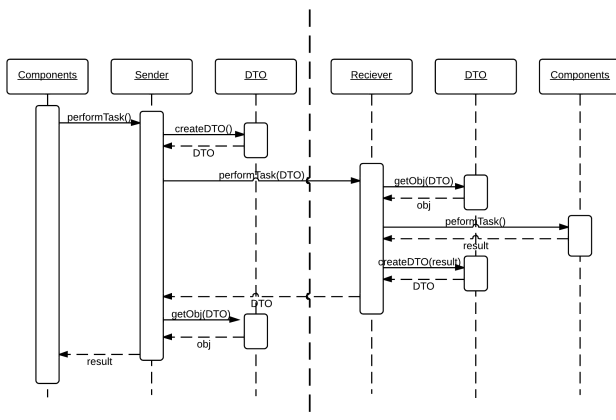 Components
Sender
DTO
Reciever
DTO
Components
performTask()
createDTO()
DTO
performTask(DTO)
getObj(DTO)
obj
peformTask()
result
createDTO(result)
DTO
DTO
getObj(DTO)
obj
result